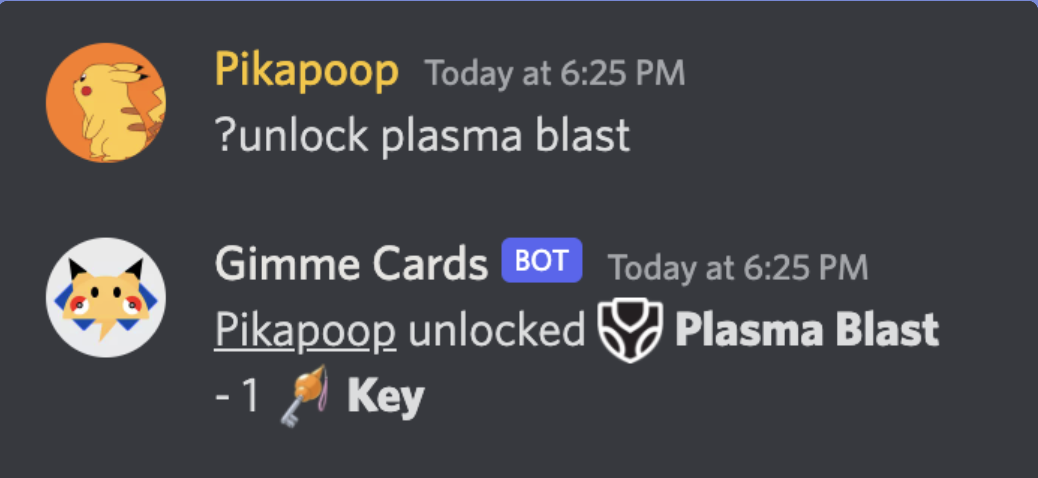 Pikapoop Today at 6:25 PM
?unlock plasma blast
Gimme Cards BOT Today at 6:25 PM
Pikapoop unlocked Plasma Blast
- 1 Key